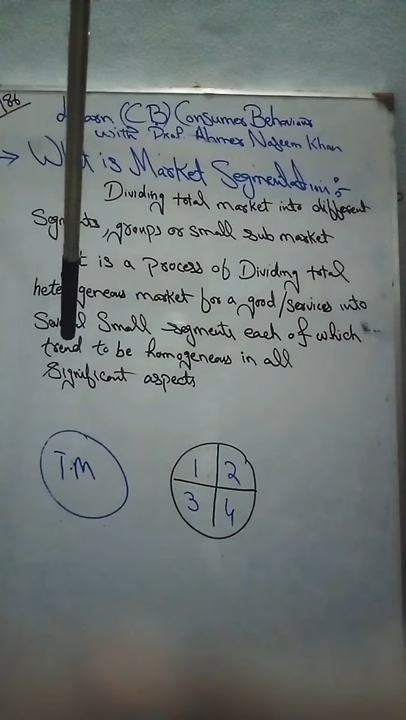 186
Learn (CB) Consumer Behaviour
with Prof. Ahmer Naseem Khan
→ What is Market Segmentation :-
Dividing total market into different
Segments, groups or small sub market
It is a Process of Dividing total
heterogeneous market for a good/services into
Several Small segments each of which
trend to be homogeneous in all
Significant aspects
T.M
1 2
3 4